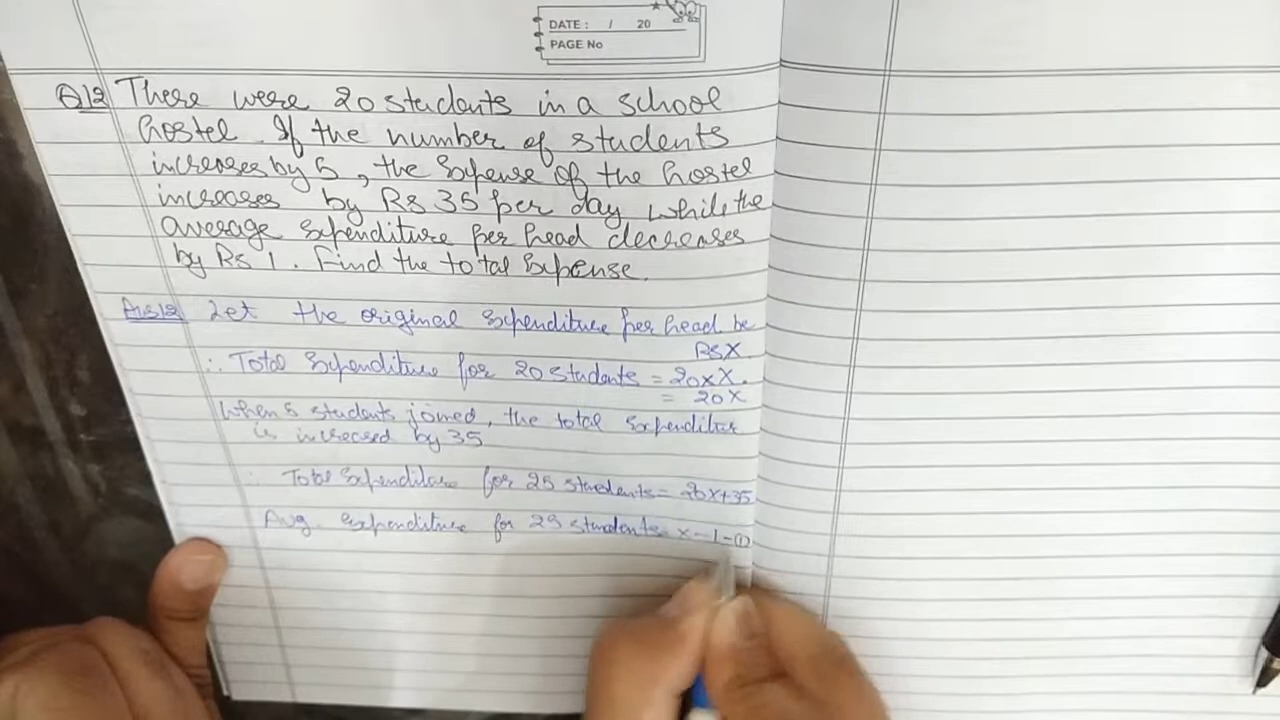 DATE : / 20
PAGE No
Q12 There were 20 students in a school
hostel. If the number of students
increases by 5, the Expense of the hostel
increases by Rs 35 per day while the
average expenditure per head decreases
by Rs 1. Find the total Expense.
Ans12 Let the original Expenditure per head be
Rs X.
∴ Total Expenditure for 20 students = 20 x X.
= 20 X
When 5 students joined, the total Expenditure
is increased by 35
∴ Total Expenditure for 25 students = 20X+35
Avg. expenditure for 25 students = X-1-①